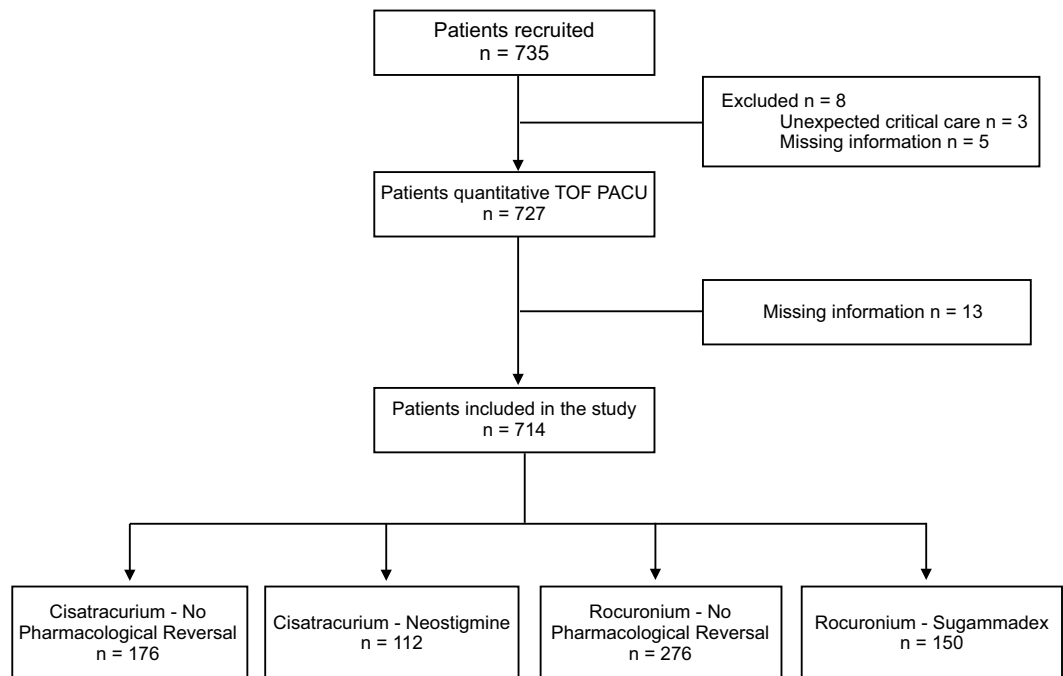 Patients recruited
n = 735
Excluded n = 8
Unexpected critical care n = 3
Missing information n = 5
Patients quantitative TOF PACU
n = 727
Missing information n = 13
Patients included in the study
n = 714
Cisatracurium - No
Pharmacological Reversal
n = 176
Cisatracurium - Neostigmine
n = 112
Rocuronium - No
Pharmacological Reversal
n = 276
Rocuronium - Sugammadex
n = 150